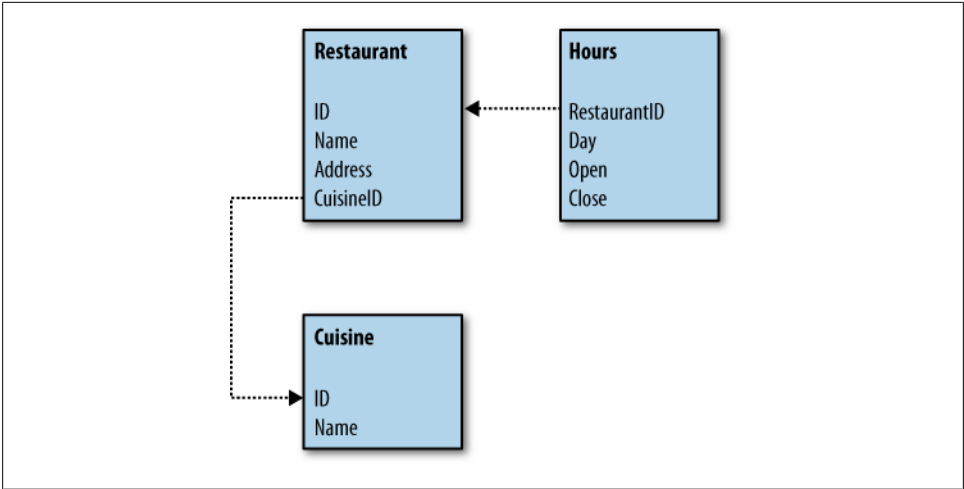 Restaurant
ID
Name
Address
CuisineID
Hours
RestaurantID
Day
Open
Close
Cuisine
ID
Name